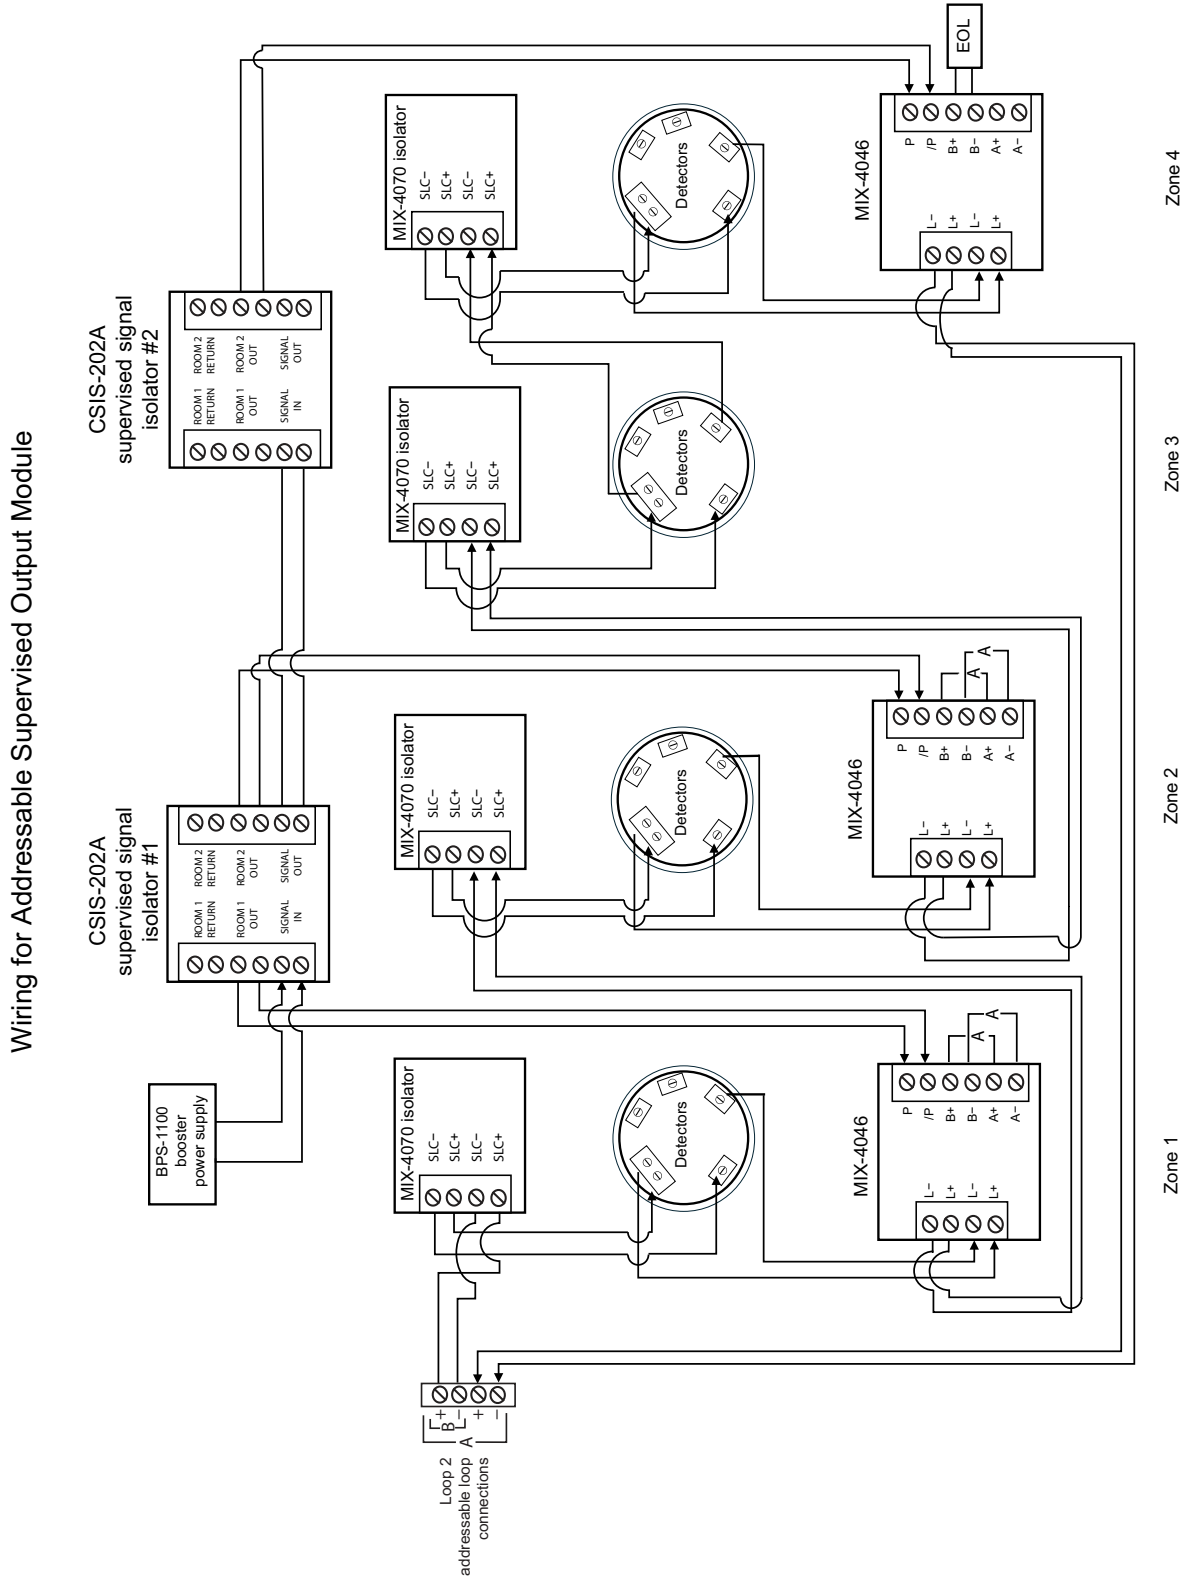 Wiring for Addressable Supervised Output Module
BPS-1100
booster
power supply
CSIS-202A
supervised signal
isolator #1
ROOM 1
RETURN
ROOM 1
OUT
SIGNAL
IN
ROOM 2
RETURN
ROOM 2
OUT
SIGNAL
OUT
CSIS-202A
supervised signal
isolator #2
ROOM 1
RETURN
ROOM 1
OUT
SIGNAL
IN
ROOM 2
RETURN
ROOM 2
OUT
SIGNAL
OUT
Loop 2
addressable loop
connections
A
B
+
−
+
−
MIX-4070 isolator
SLC−
SLC+
SLC−
SLC+
MIX-4070 isolator
SLC−
SLC+
SLC−
SLC+
MIX-4070 isolator
SLC−
SLC+
SLC−
SLC+
MIX-4070 isolator
SLC−
SLC+
SLC−
SLC+
Detectors
Detectors
Detectors
Detectors
MIX-4046
L−
L+
L−
L+
P
/P
B+
B−
A+
A−
A
A
MIX-4046
L−
L+
L−
L+
P
/P
B+
B−
A+
A−
A
A
MIX-4046
L−
L+
L−
L+
P
/P
B+
B−
A+
A−
EOL
Zone 1
Zone 2
Zone 3
Zone 4